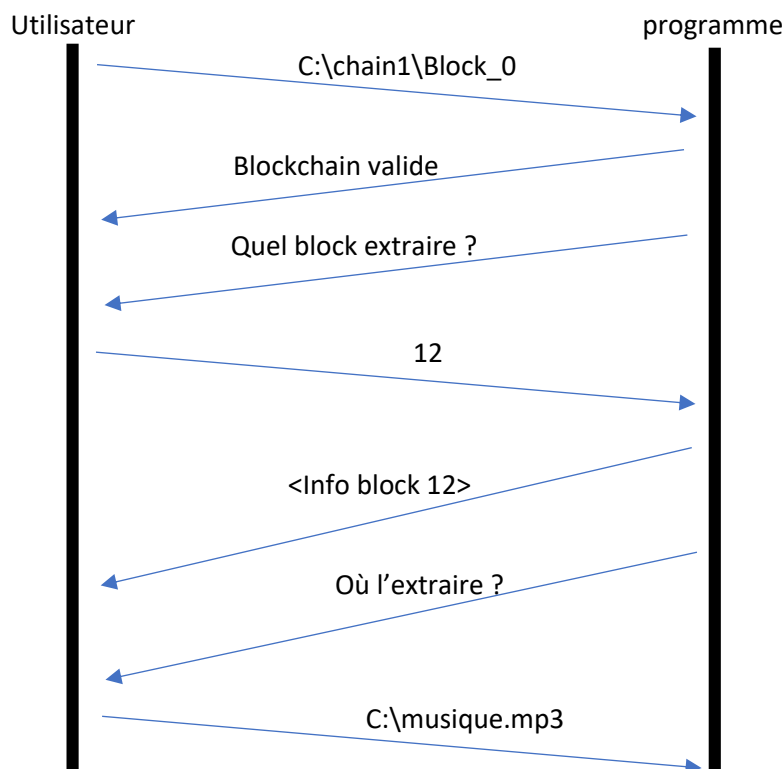 Utilisateur
programme
C:\chain1\Block_0
Blockchain valide
Quel block extraire ?
12
<Info block 12>
Où l’extraire ?
C:\musique.mp3